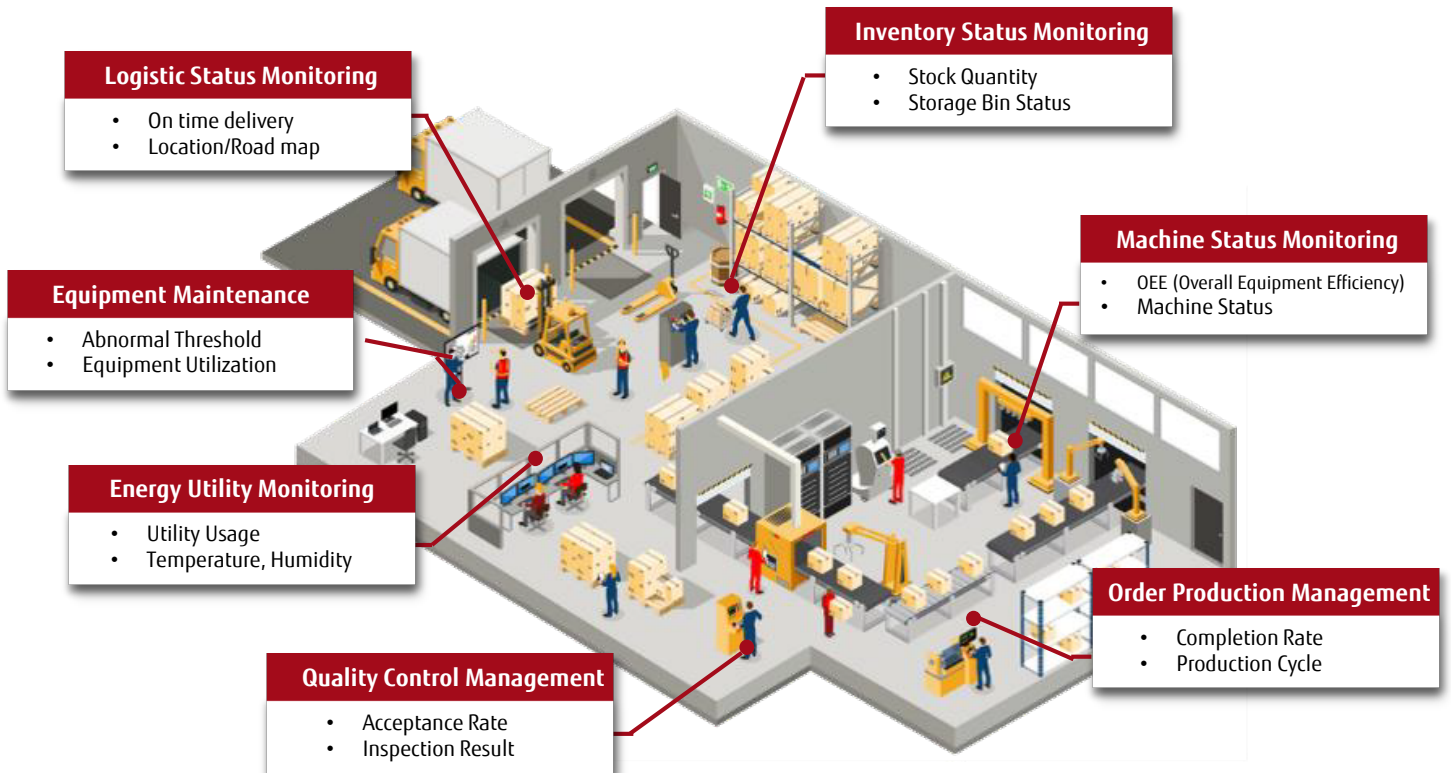 Inventory Status Monitoring
• Stock Quantity
• Storage Bin Status
Logistic Status Monitoring
• On time delivery
• Location/Road map
Machine Status Monitoring
• OEE (Overall Equipment Efficiency)
• Machine Status
Equipment Maintenance
• Abnormal Threshold
• Equipment Utilization
Energy Utility Monitoring
• Utility Usage
• Temperature, Humidity
Order Production Management
• Completion Rate
• Production Cycle
Quality Control Management
• Acceptance Rate
• Inspection Result